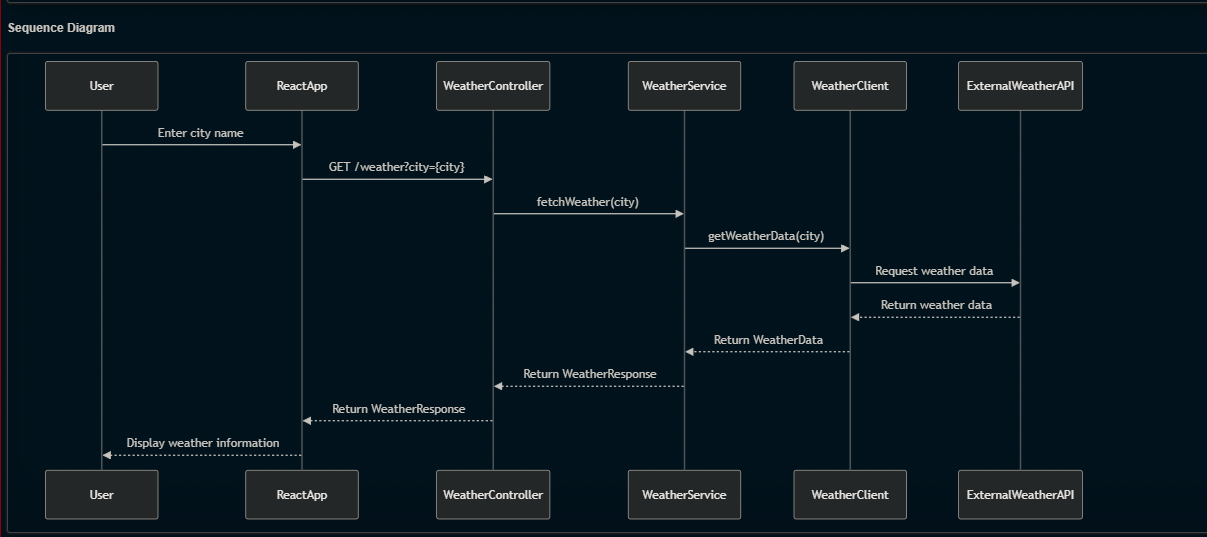 Sequence Diagram
User
ReactApp
WeatherController
WeatherService
WeatherClient
ExternalWeatherAPI
Enter city name
GET /weather?city={city}
fetchWeather(city)
getWeatherData(city)
Request weather data
Return weather data
Return WeatherData
Return WeatherResponse
Return WeatherResponse
Display weather information
User
ReactApp
WeatherController
WeatherService
WeatherClient
ExternalWeatherAPI